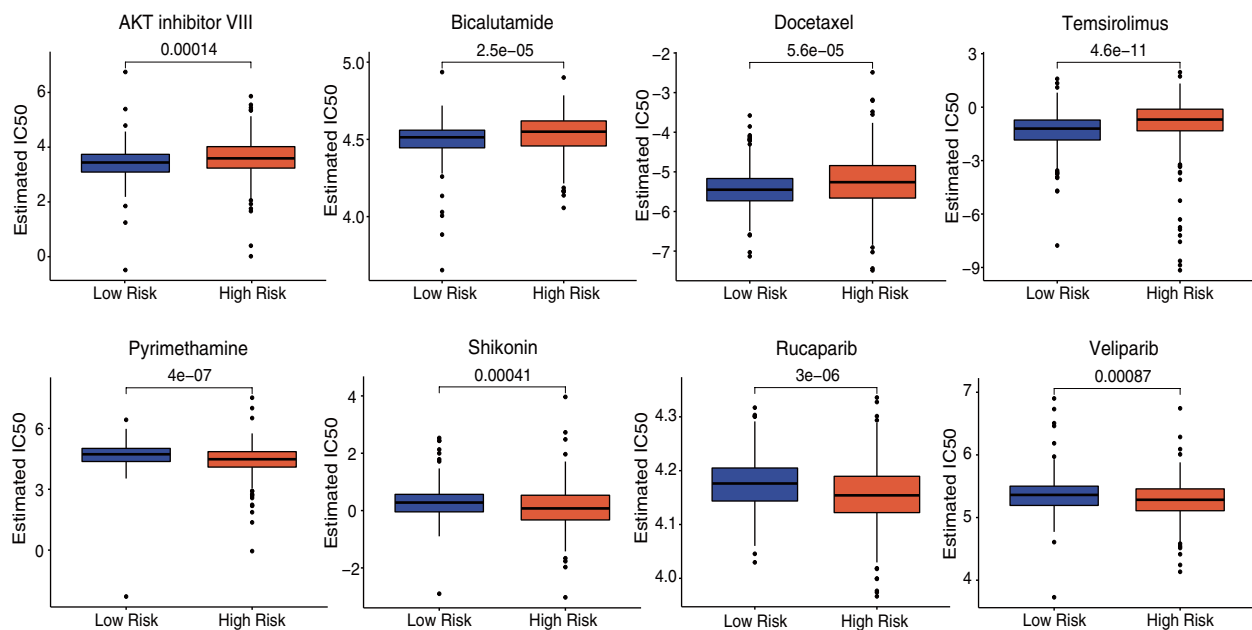 AKT inhibitor VIII
0.00014
Estimated IC50
6
4
2
0
Low Risk
High Risk
Bicalutamide
2.5e−05
Estimated IC50
5.0
4.5
4.0
Low Risk
High Risk
Docetaxel
5.6e−05
Estimated IC50
−2
−3
−4
−5
−6
−7
Low Risk
High Risk
Temsirolimus
4.6e−11
Estimated IC50
3
0
−3
−6
−9
Low Risk
High Risk
Pyrimethamine
4e−07
Estimated IC50
6
3
0
Low Risk
High Risk
Shikonin
0.00041
Estimated IC50
4
2
0
−2
Low Risk
High Risk
Rucaparib
3e−06
Estimated IC50
4.3
4.2
4.1
4.0
Low Risk
High Risk
Veliparib
0.00087
Estimated IC50
7
6
5
4
Low Risk
High Risk